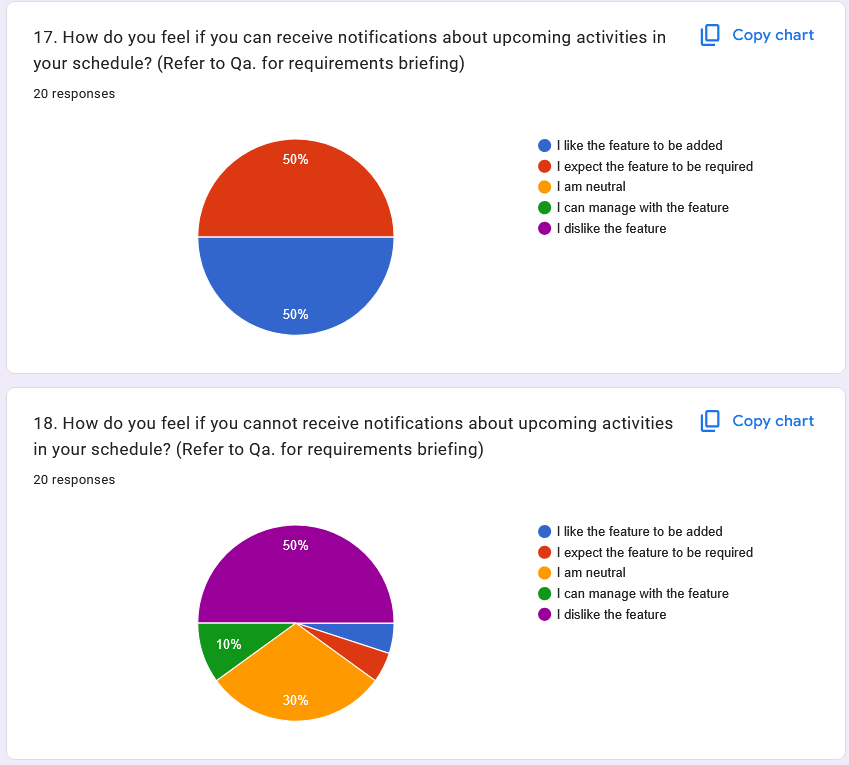 17. How do you feel if you can receive notifications about upcoming activities in
your schedule? (Refer to Qa. for requirements briefing)
Copy chart
20 responses
50%
50%
I like the feature to be added
I expect the feature to be required
I am neutral
I can manage with the feature
I dislike the feature
18. How do you feel if you cannot receive notifications about upcoming activities
in your schedule? (Refer to Qa. for requirements briefing)
Copy chart
20 responses
50%
10%
30%
I like the feature to be added
I expect the feature to be required
I am neutral
I can manage with the feature
I dislike the feature